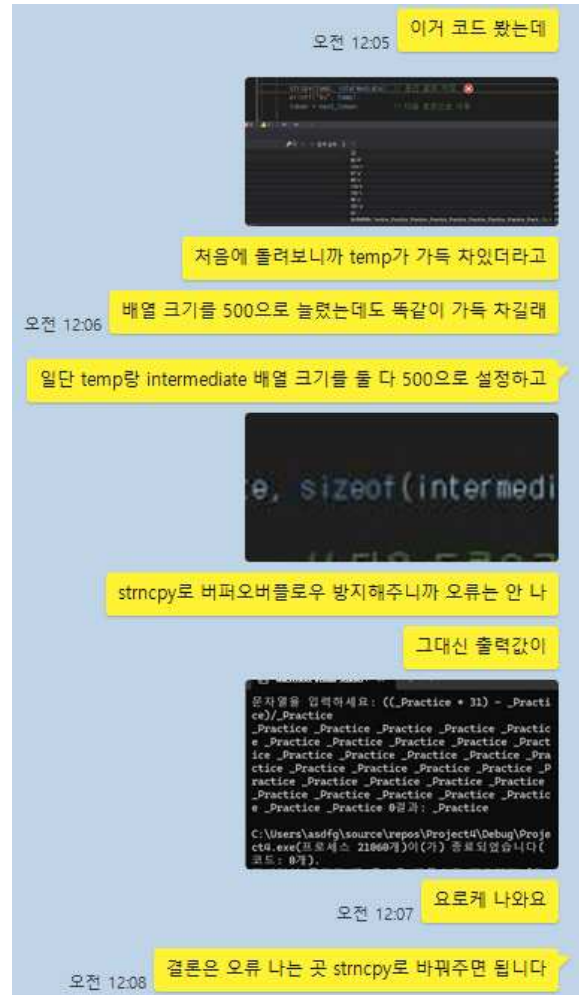 이거 코드 봤는데
오전 12:05
처음에 돌려보니까 temp가 가득 차있더라고
배열 크기를 500으로 늘렸는데도 똑같이 가득 차길래
오전 12:06
일단 temp랑 intermediate 배열 크기를 둘 다 500으로 설정하고
e, sizeof(intermedi
strncpy로 버퍼오버플로우 방지해주니까 오류는 안 나
그대신 출력값이
문자열을 입력하세요: ((_Practice + 31) - _Practi
ce)/_Practice
_Practice _Practice _Practice _Practice _Practic
e _Practice _Practice _Practice _Practice _Pract
ice _Practice _Practice _Practice _Practice _Pra
ctice _Practice _Practice _Practice _Practice _P
ractice _Practice _Practice _Practice _Practice
_Practice _Practice _Practice _Practice _Practic
e _Practice _Practice 0결과: _Practice
C:\Users\asdfg\source\repos\Project4\Debug\Proje
ct4.exe(프로세스 21060개)이(가) 종료되었습니다(
코드: 0개).
요로케 나와요
오전 12:07
결론은 오류 나는 곳 strncpy로 바꿔주면 됩니다
오전 12:08